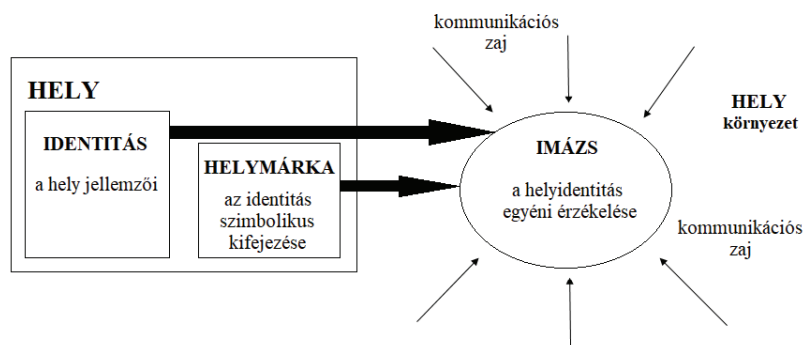 HELY
IDENTITÁS
a hely jellemzői
HELYMÁRKA
az identitás
szimbolikus
kifejezése
kommunikációs
zaj
IMÁZS
a helyidentitás
egyéni érzékelése
HELY
környezet
kommunikációs
zaj